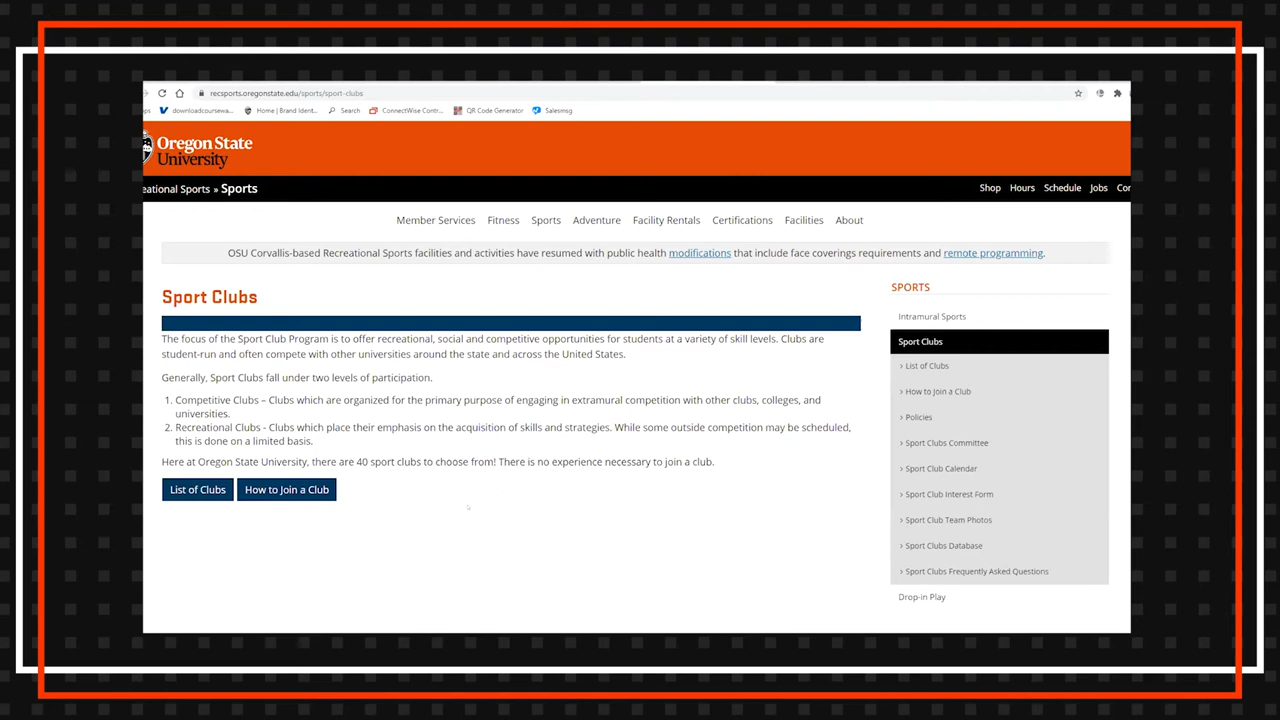 recsports.oregonstate.edu/sports/sport-clubs
downloadcoursewa... Home | Brand Ident... Search ConnectWise Contr... QR Code Generator Salesmsg
Oregon State
University
eational Sports » Sports Shop Hours Schedule Jobs Con
Member Services Fitness Sports Adventure Facility Rentals Certifications Facilities About
OSU Corvallis-based Recreational Sports facilities and activities have resumed with public health modifications that include face coverings requirements and remote programming.
Sport Clubs
The focus of the Sport Club Program is to offer recreational, social and competitive opportunities for students at a variety of skill levels. Clubs are
student-run and often compete with other universities around the state and across the United States.
Generally, Sport Clubs fall under two levels of participation.
1. Competitive Clubs – Clubs which are organized for the primary purpose of engaging in extramural competition with other clubs, colleges, and
universities.
2. Recreational Clubs - Clubs which place their emphasis on the acquisition of skills and strategies. While some outside competition may be scheduled,
this is done on a limited basis.
Here at Oregon State University, there are 40 sport clubs to choose from! There is no experience necessary to join a club.
List of Clubs How to Join a Club
SPORTS
Intramural Sports
Sport Clubs
› List of Clubs
› How to Join a Club
› Policies
› Sport Clubs Committee
› Sport Club Calendar
› Sport Club Interest Form
› Sport Club Team Photos
› Sport Clubs Database
› Sport Clubs Frequently Asked Questions
Drop-in Play